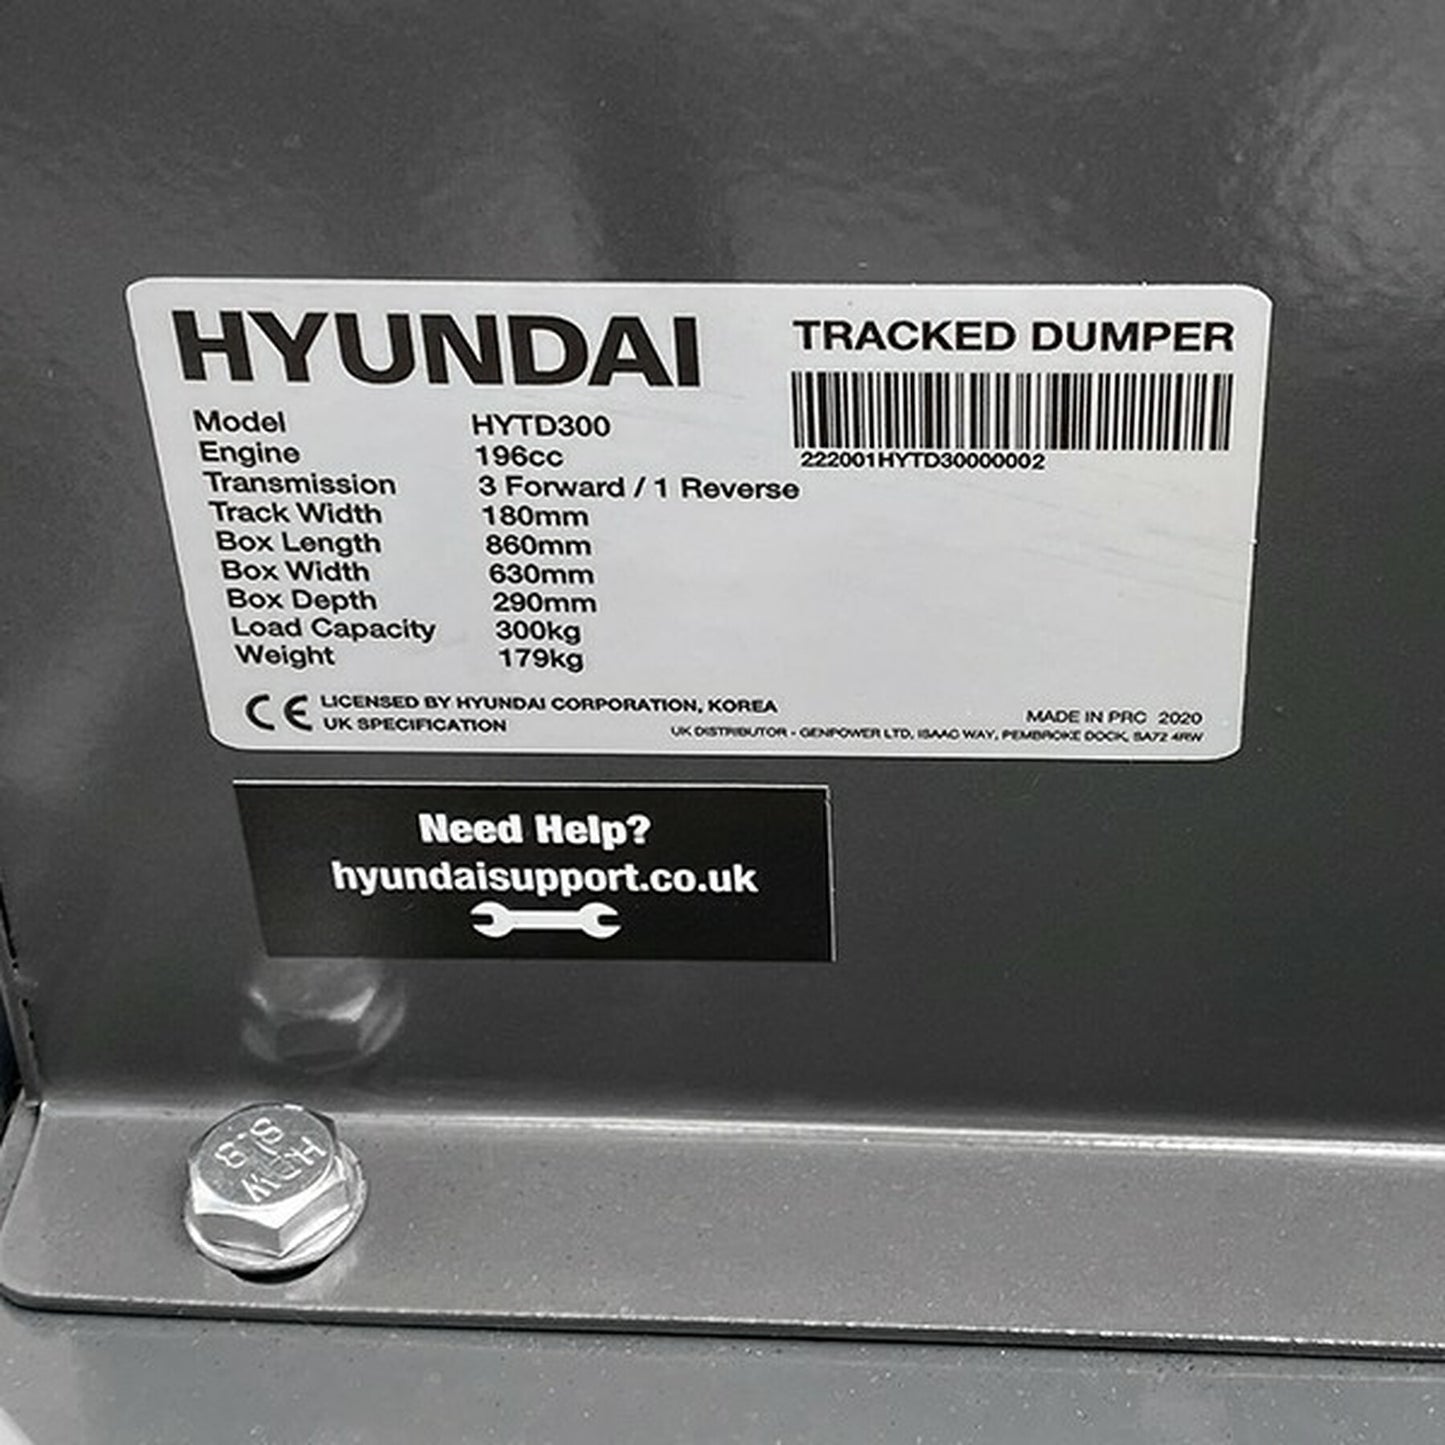 HYUNDAI
TRACKED DUMPER
222001HYTD30000002
Model HYTD300
Engine 196cc
Transmission 3 Forward / 1 Reverse
Track Width 180mm
Box Length 860mm
Box Width 630mm
Box Depth 290mm
Load Capacity 300kg
Weight 179kg
CE LICENSED BY HYUNDAI CORPORATION, KOREA
UK SPECIFICATION
MADE IN PRC 2020
UK DISTRIBUTOR - GENPOWER LTD, ISAAC WAY, PEMBROKE DOCK, SA72 4RW
Need Help?
hyundaisupport.co.uk
8.8